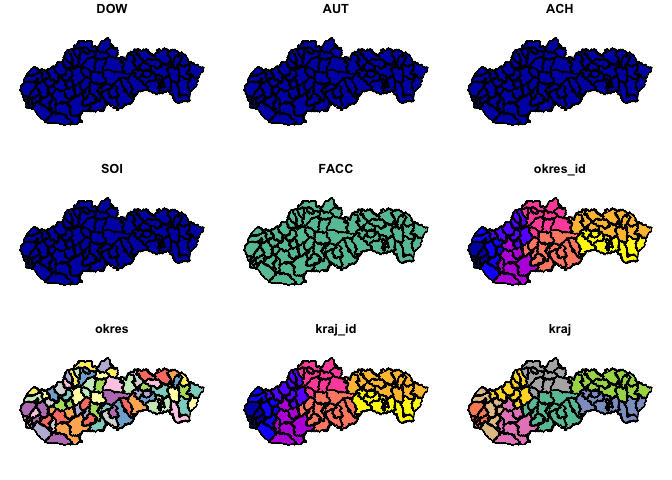 DOW
AUT
ACH
SOI
FACC
okres_id
okres
kraj_id
kraj